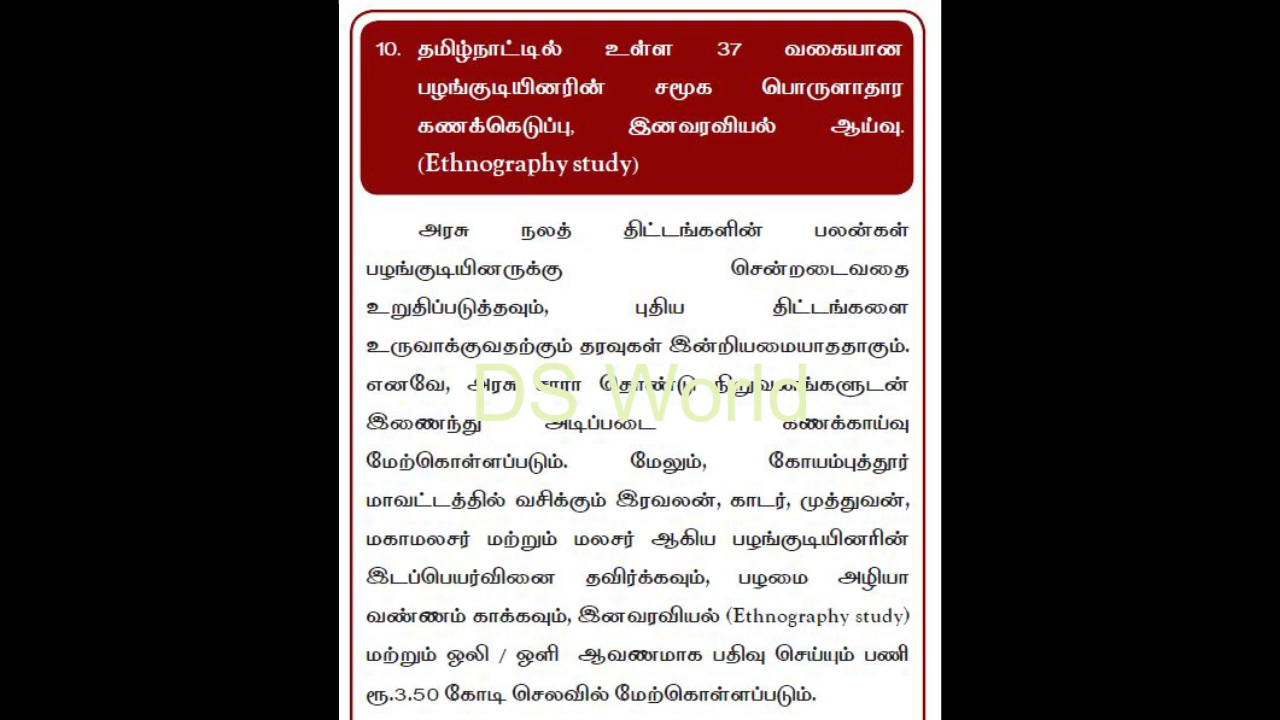 10. தமிழ்நாட்டில் உள்ள 37 வகையான
பழங்குடியினரின் சமூக பொருளாதார
கணக்கெடுப்பு, இனவரவியல் ஆய்வு.
(Ethnography study)
அரசு நலத் திட்டங்களின் பலன்கள்
பழங்குடியினருக்கு சென்றடைவதை
உறுதிப்படுத்தவும், புதிய திட்டங்களை
உருவாக்குவதற்கும் தரவுகள் இன்றியமையாததாகும்.
எனவே, அரசு சாரா தொண்டு நிறுவனங்களுடன்
இணைந்து அடிப்படை கணக்காய்வு
மேற்கொள்ளப்படும். மேலும், கோயம்புத்தூர்
மாவட்டத்தில் வசிக்கும் இரவலன், காடர், முத்துவன்,
மகாமலசர் மற்றும் மலசர் ஆகிய பழங்குடியினரின்
இடப்பெயர்வினை தவிர்க்கவும், பழமை அழியா
வண்ணம் காக்கவும், இனவரவியல் (Ethnography study)
மற்றும் ஒலி / ஒளி ஆவணமாக பதிவு செய்யும் பணி
ரூ.3.50 கோடி செலவில் மேற்கொள்ளப்படும்.
DS World